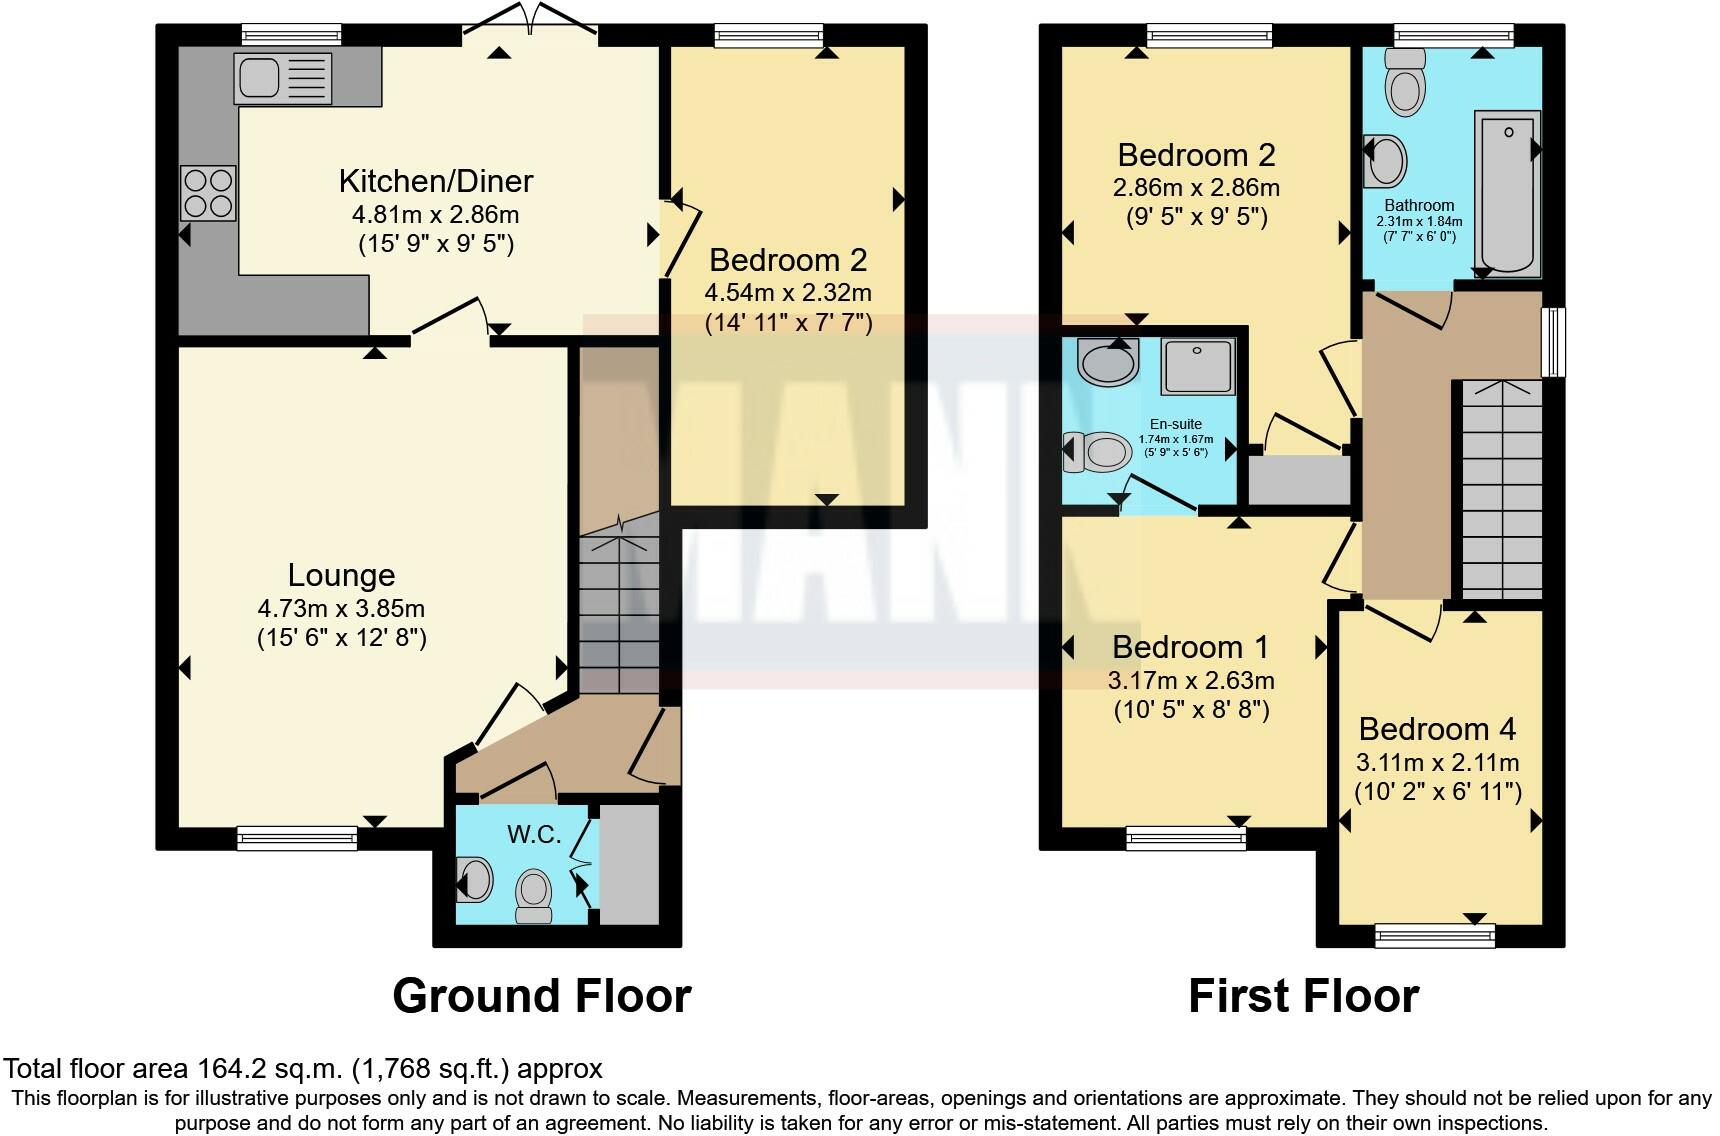 Kitchen/Diner
4.81m x 2.86m
(15' 9" x 9' 5")
Bedroom 2
4.54m x 2.32m
(14' 11" x 7' 7")
Lounge
4.73m x 3.85m
(15' 6" x 12' 8")
W.C.
Ground Floor
Bedroom 2
2.86m x 2.86m
(9' 5" x 9' 5")
Bathroom
2.31m x 1.84m
(7' 7" x 6' 0")
En-suite
1.74m x 1.67m
(5' 9" x 5' 6")
Bedroom 1
3.17m x 2.63m
(10' 5" x 8' 8")
Bedroom 4
3.11m x 2.11m
(10' 2" x 6' 11")
First Floor
MANN
Total floor area 164.2 sq.m. (1,768 sq.ft.) approx
This floorplan is for illustrative purposes only and is not drawn to scale. Measurements, floor-areas, openings and orientations are approximate. They should not be relied upon for any
purpose and do not form any part of an agreement. No liability is taken for any error or mis-statement. All parties must rely on their own inspections.